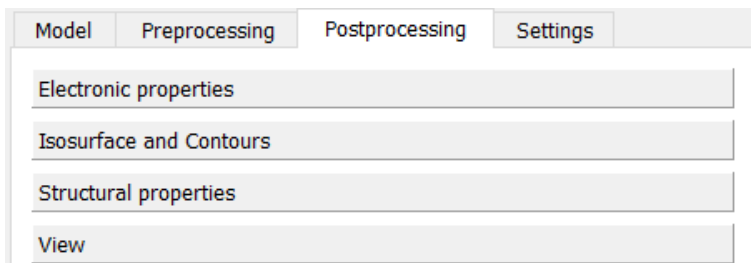 Model Preprocessing Postprocessing Settings
Electronic properties
Isosurface and Contours
Structural properties
View